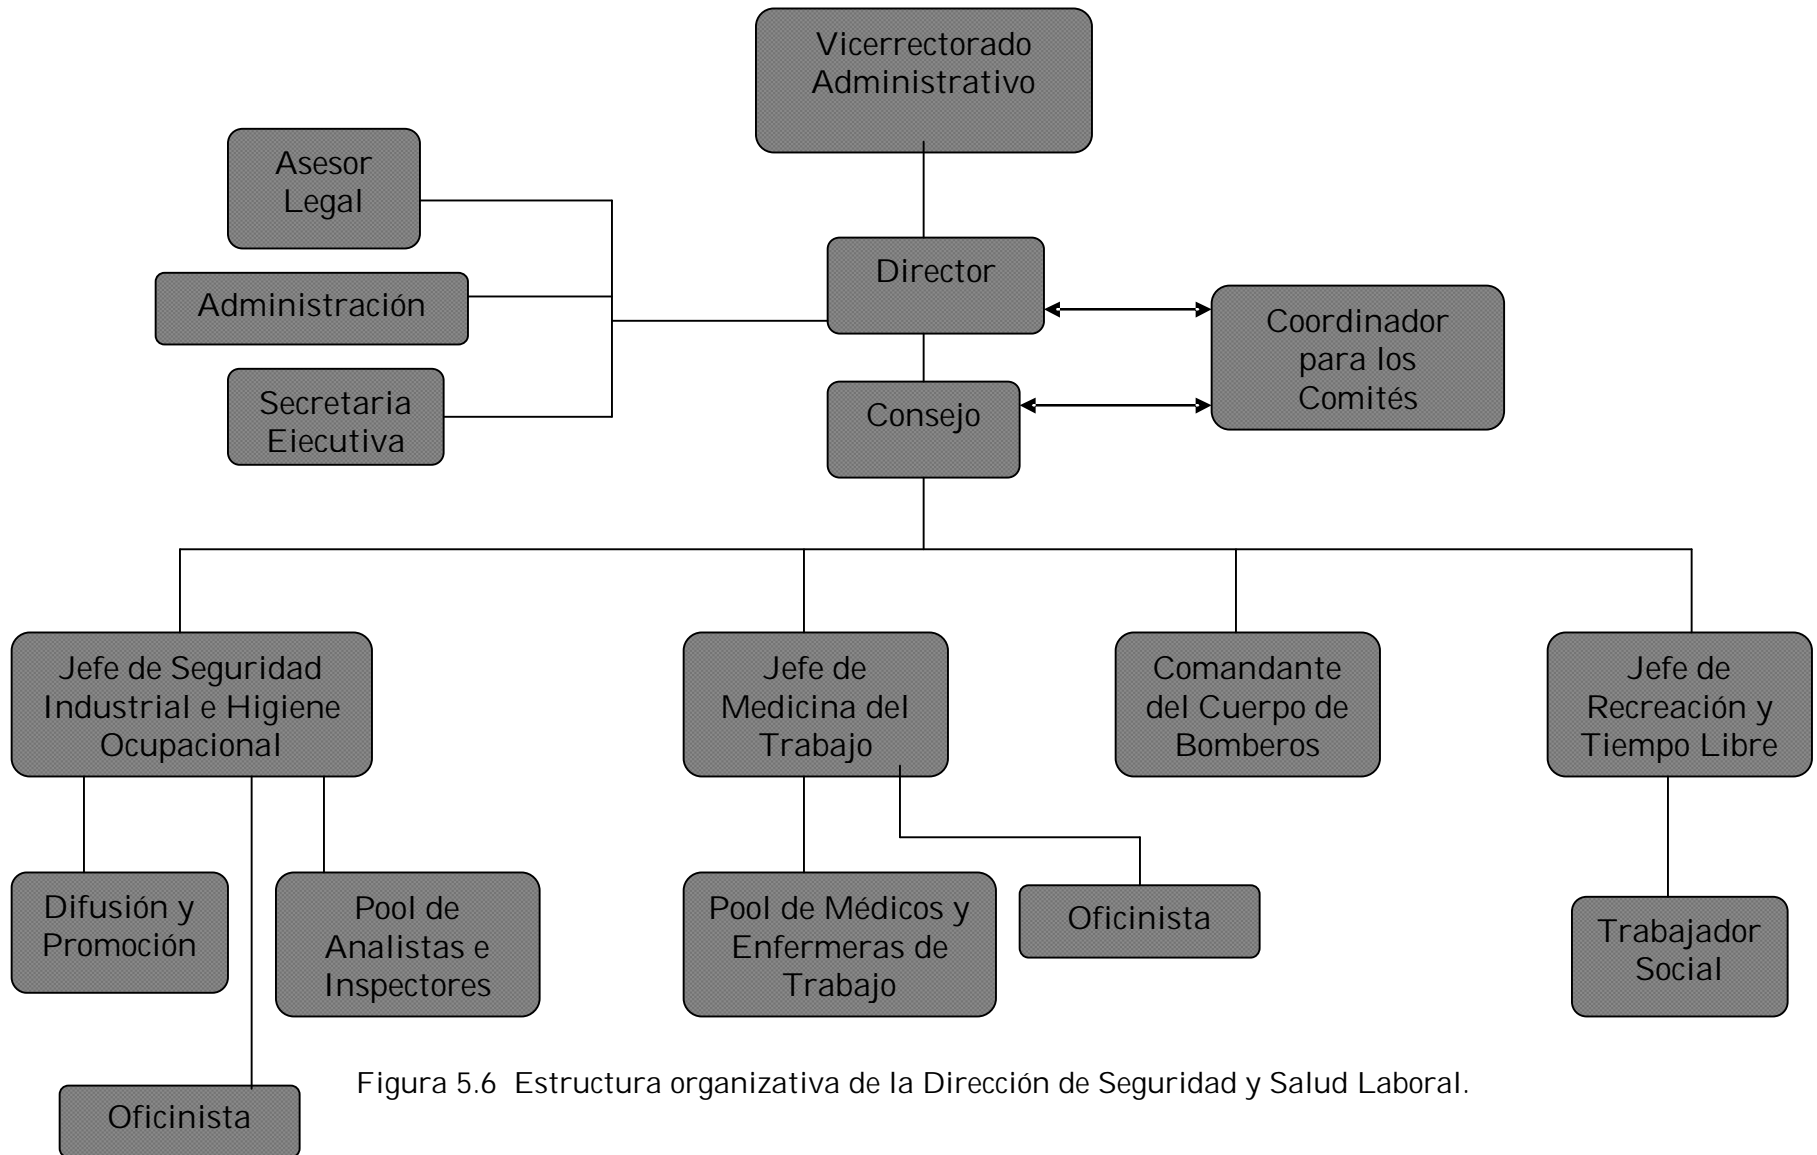 Vicerrectorado
Administrativo
Asesor
Legal
Director
Administración
Coordinador
para los
Comités
Secretaria
Ejecutiva
Consejo
Jefe de Seguridad
Industrial e Higiene
Ocupacional
Jefe de
Medicina del
Trabajo
Comandante
del Cuerpo de
Bomberos
Jefe de
Recreación y
Tiempo Libre
Difusión y
Promoción
Pool de
Analistas e
Inspectores
Pool de Médicos y
Enfermeras de
Trabajo
Oficinista
Trabajador
Social
Oficinista
Figura 5.6 Estructura organizativa de la Dirección de Seguridad y Salud Laboral.